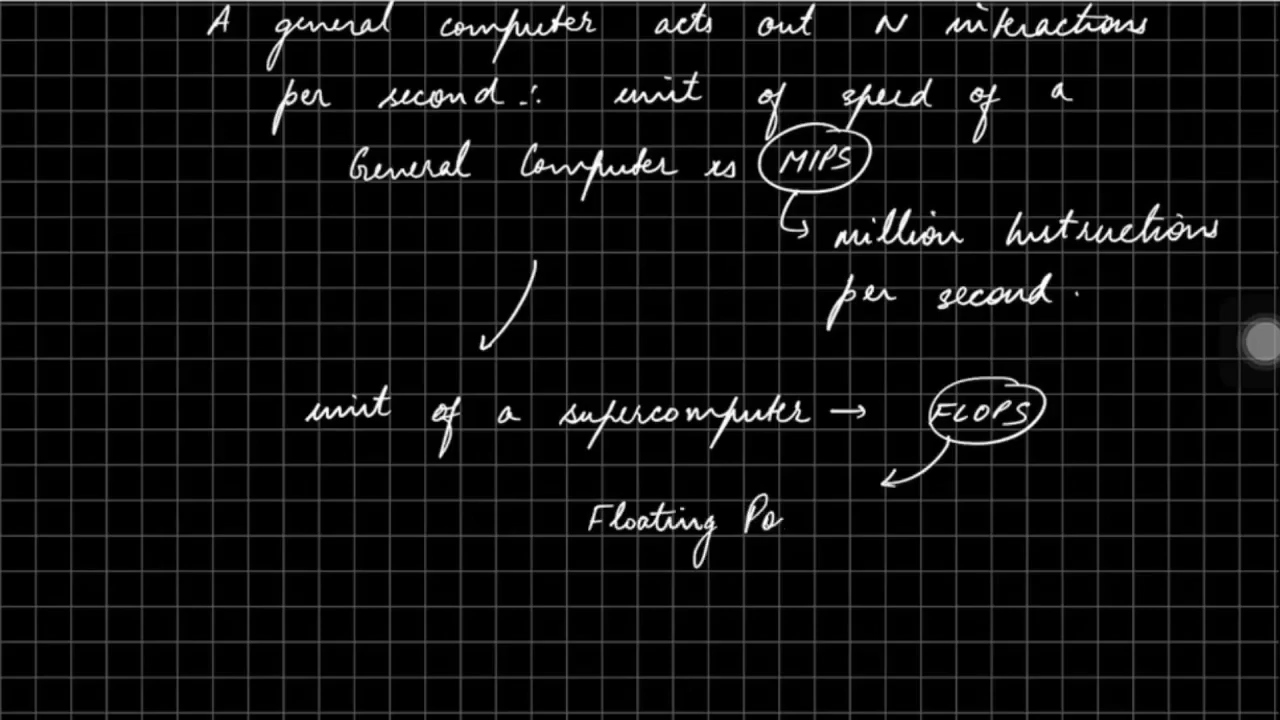 A general computer acts out N interactions
per second ∴ unit of speed of a
General Computer is MIPS
million Instructions
per second.
unit of a supercomputer → FLOPS
Floating Po